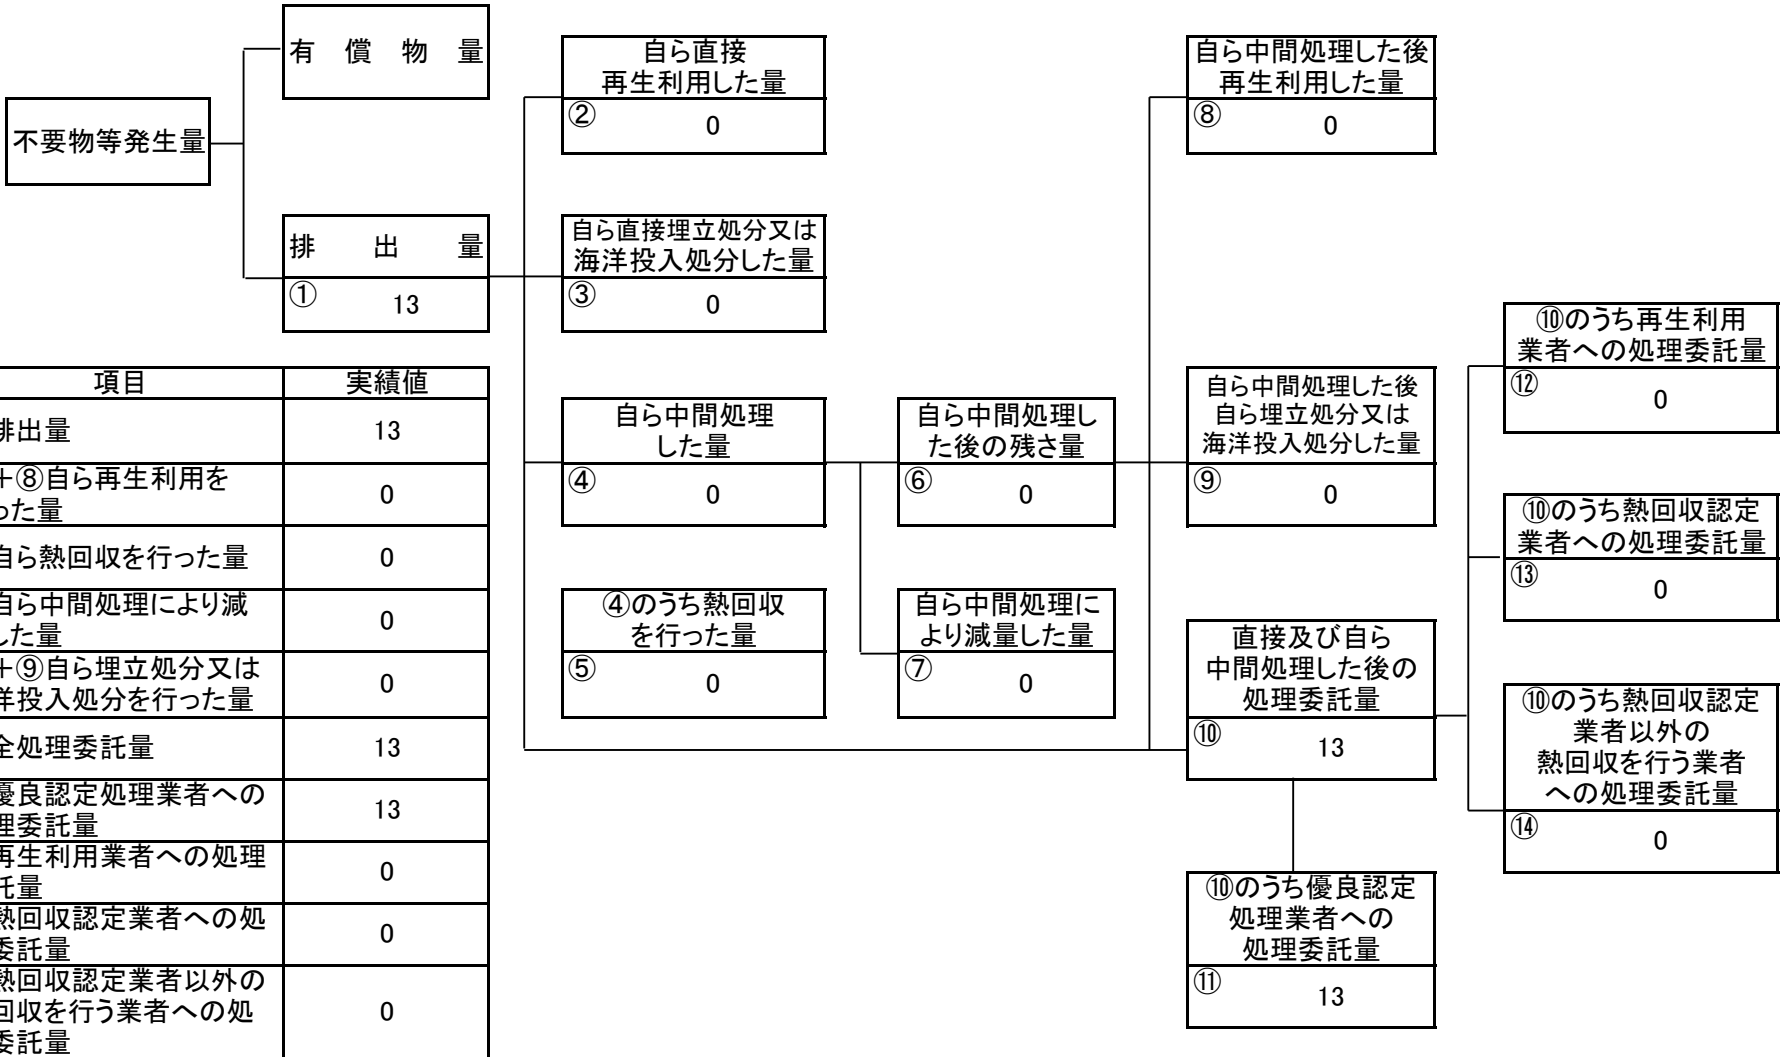 有償物量
不要物等発生量
排出量
① 13
自ら直接
再生利用した量
② 0
自ら直接埋立処分又は
海洋投入処分した量
③ 0
自ら中間処理
した量
④ 0
④のうち熱回収
を行った量
⑤ 0
自ら中間処理し
た後の残さ量
⑥ 0
自ら中間処理に
より減量した量
⑦ 0
自ら中間処理した後
再生利用した量
⑧ 0
自ら中間処理した後
自ら埋立処分又は
海洋投入処分した量
⑨ 0
直接及び自ら
中間処理した後の
処理委託量
⑩ 13
⑩のうち優良認定
処理業者への
処理委託量
⑪ 13
⑩のうち再生利用
業者への処理委託量
⑫ 0
⑩のうち熱回収認定
業者への処理委託量
⑬ 0
⑩のうち熱回収認定
業者以外の
熱回収を行う業者
への処理委託量
⑭ 0
項目 実績値
排出量 13
+⑧自ら再生利用を
った量 0
自ら熱回収を行った量 0
自ら中間処理により減
した量 0
+⑨自ら埋立処分又は
洋投入処分を行った量 0
全処理委託量 13
優良認定処理業者への
理委託量 13
再生利用業者への処理
託量 0
熱回収認定業者への処
委託量 0
熱回収認定業者以外の
回収を行う業者への処
委託量 0